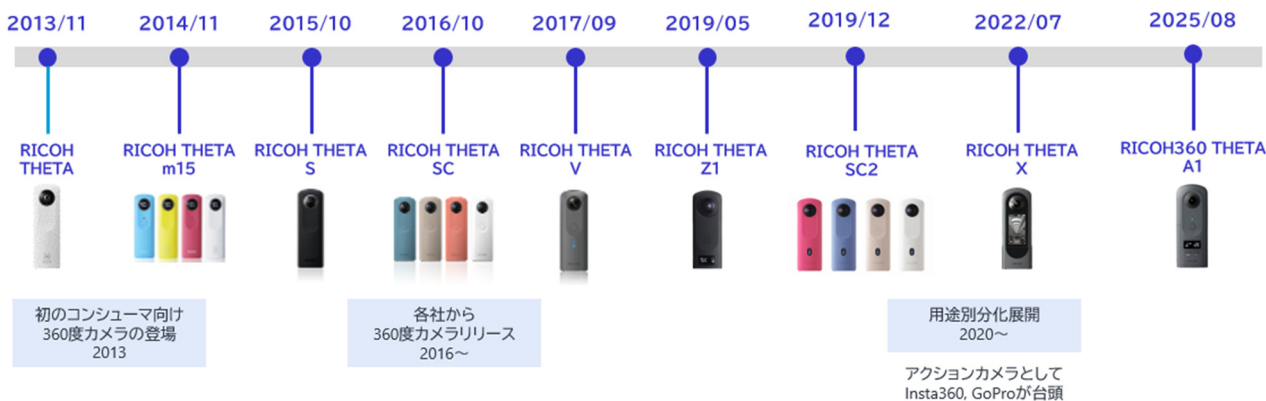 2013/11
2014/11
2015/10
2016/10
2017/09
2019/05
2019/12
2022/07
2025/08
RICOH
THETA
RICOH THETA
m15
RICOH THETA
S
RICOH THETA
SC
RICOH THETA
V
RICOH THETA
Z1
RICOH THETA
SC2
RICOH THETA
X
RICOH360 THETA
A1
初のコンシューマ向け
360度カメラの登場
2013
各社から
360度カメラリリース
2016～
用途別分化展開
2020～
アクションカメラとして
Insta360, GoProが台頭